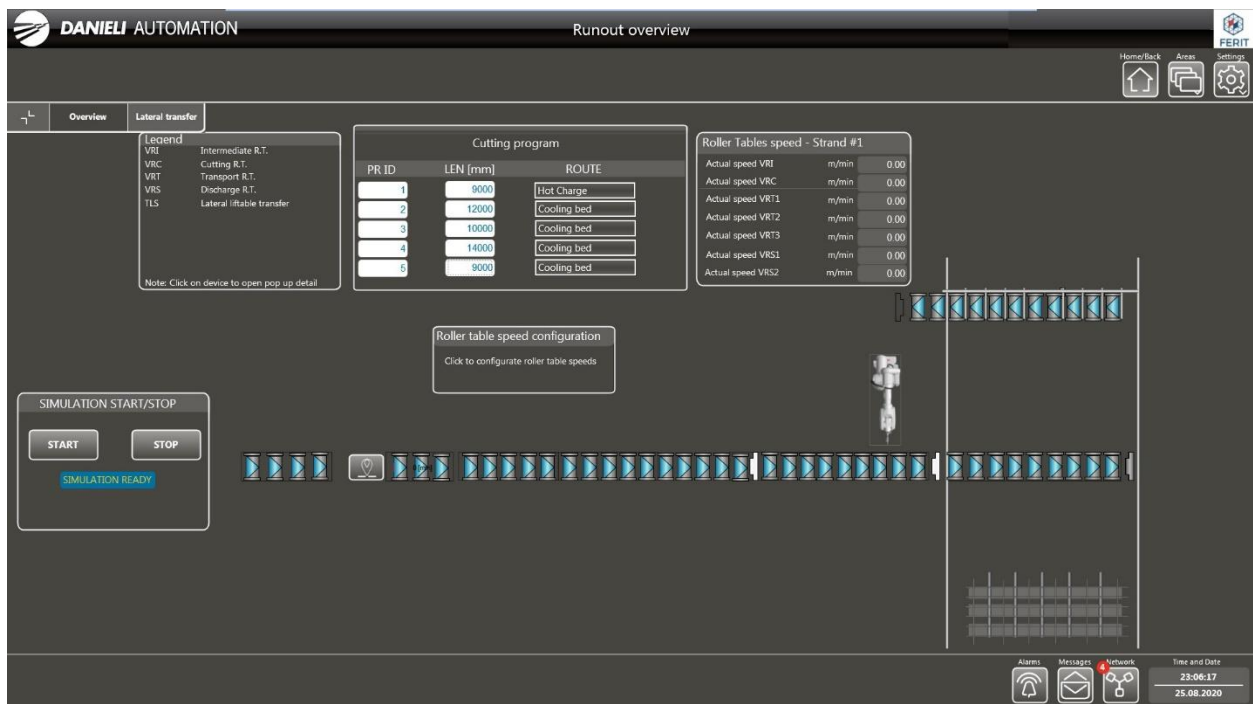 DANIELI AUTOMATION
Runout overview
FERIT
Home/Back Areas Settings
Overview Lateral transfer
Legend
VRI Intermediate R.T.
VRC Cutting R.T.
VRT Transport R.T.
VRS Discharge R.T.
TLS Lateral liftable transfer
Note: Click on device to open pop up detail
Cutting program
PR ID LEN [mm] ROUTE
1 9000 Hot Charge
2 12000 Cooling bed
3 10000 Cooling bed
4 14000 Cooling bed
5 9000 Cooling bed
Roller Tables speed - Strand #1
Actual speed VRI m/min 0.00
Actual speed VRC m/min 0.00
Actual speed VRT1 m/min 0.00
Actual speed VRT2 m/min 0.00
Actual speed VRT3 m/min 0.00
Actual speed VRS1 m/min 0.00
Actual speed VRS2 m/min 0.00
Roller table speed configuration
Click to configurate roller table speeds
SIMULATION START/STOP
START STOP
SIMULATION READY
Alarms Messages Network Time and Date
4
23:06:17
25.08.2020